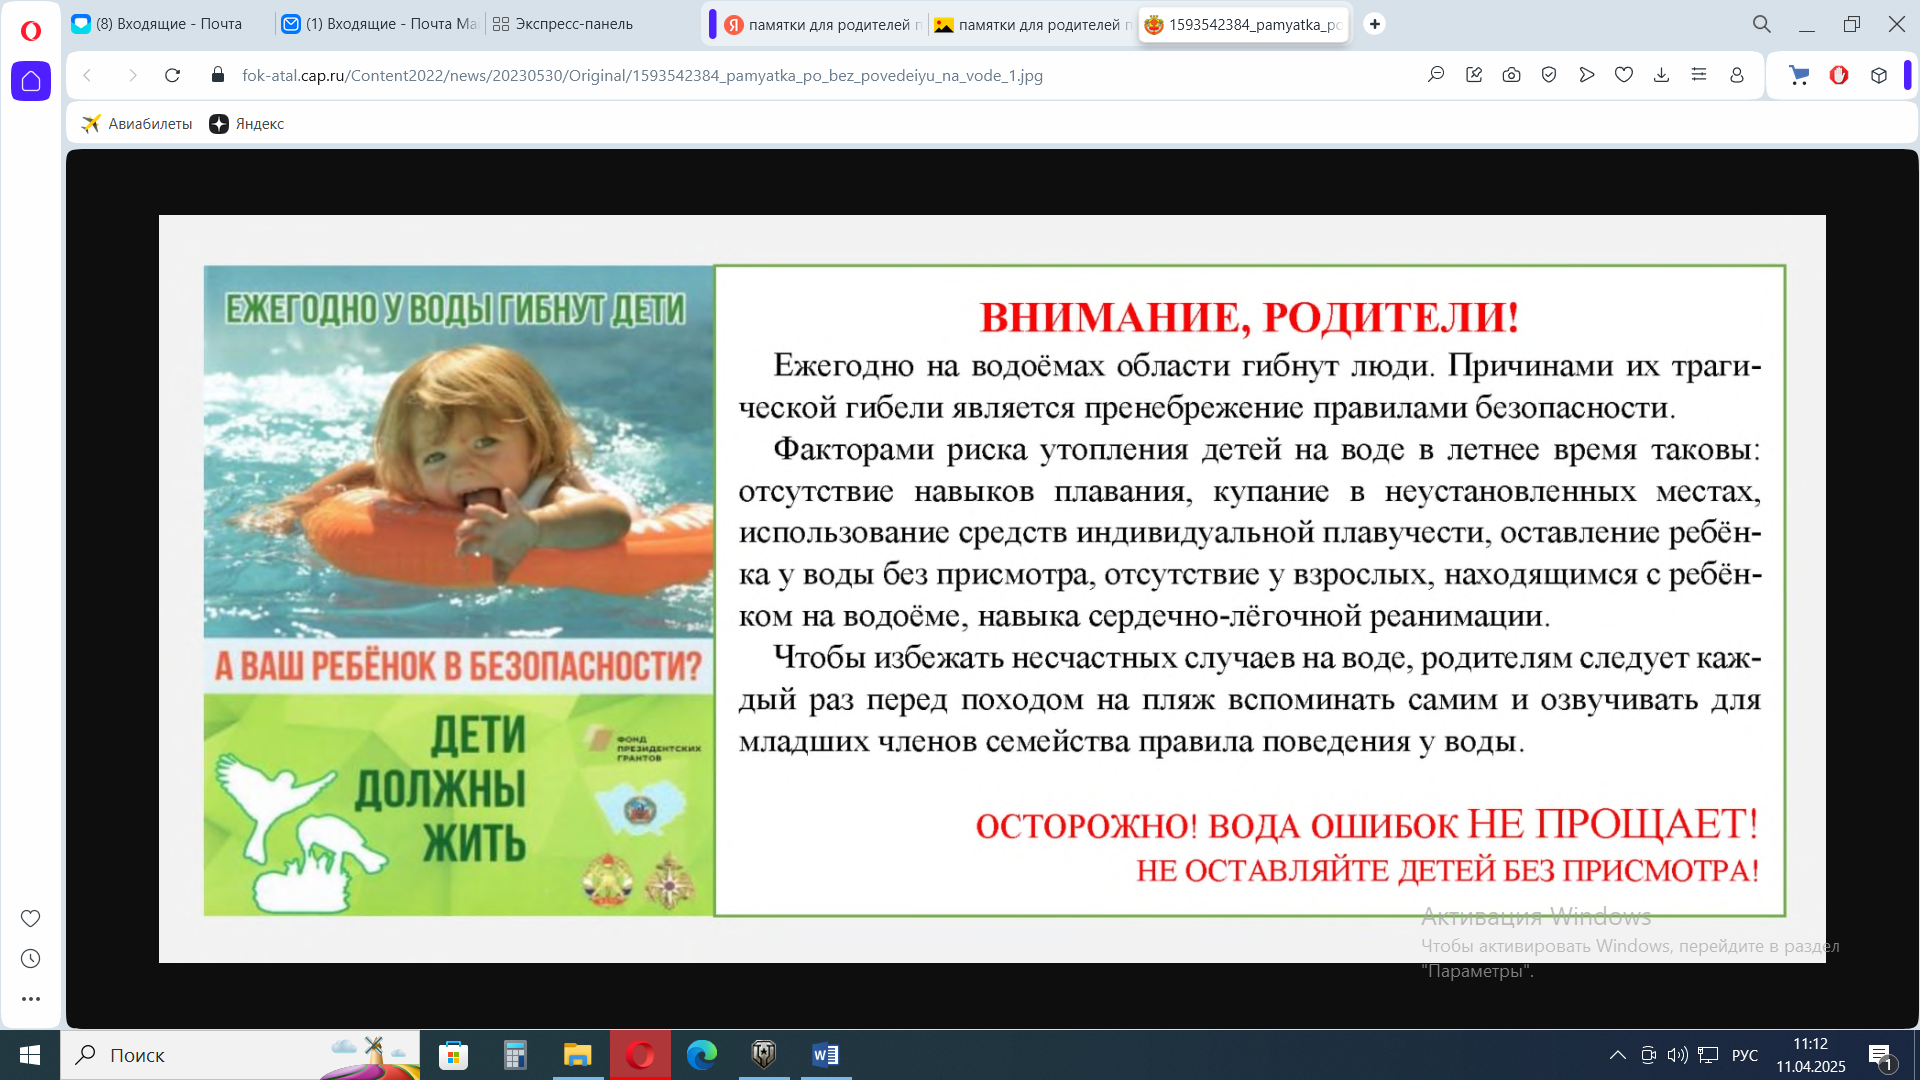 (8) Входящие - Почта
(1) Входящие - Почта Ма
Экспресс-панель
памятки для родителей п
памятки для родителей п
1593542384_pamyatka_po
fok-atal.cap.ru/Content2022/news/20230530/Original/1593542384_pamyatka_po_bez_povedeiyu_na_vode_1.jpg
Авиабилеты
Яндекс
ЕЖЕГОДНО У ВОДЫ ГИБНУТ ДЕТИ
А ВАШ РЕБЁНОК В БЕЗОПАСНОСТИ?
ДЕТИ
ДОЛЖНЫ
ЖИТЬ
ФОНД
ПРЕЗИДЕНТСКИХ
ГРАНТОВ
ВНИМАНИЕ, РОДИТЕЛИ!
Ежегодно на водоёмах области гибнут люди. Причинами их траги-
ческой гибели является пренебрежение правилами безопасности.
Факторами риска утопления детей на воде в летнее время таковы:
отсутствие навыков плавания, купание в неустановленных местах,
использование средств индивидуальной плавучести, оставление ребён-
ка у воды без присмотра, отсутствие у взрослых, находящимся с ребён-
ком на водоёме, навыка сердечно-лёгочной реанимации.
Чтобы избежать несчастных случаев на воде, родителям следует каж-
дый раз перед походом на пляж вспоминать самим и озвучивать для
младших членов семейства правила поведения у воды.
ОСТОРОЖНО! ВОДА ОШИБОК НЕ ПРОЩАЕТ!
НЕ ОСТАВЛЯЙТЕ ДЕТЕЙ БЕЗ ПРИСМОТРА!
Активация Windows
Чтобы активировать Windows, перейдите в раздел
"Параметры".
Поиск
РУС
11:12
11.04.2025
1